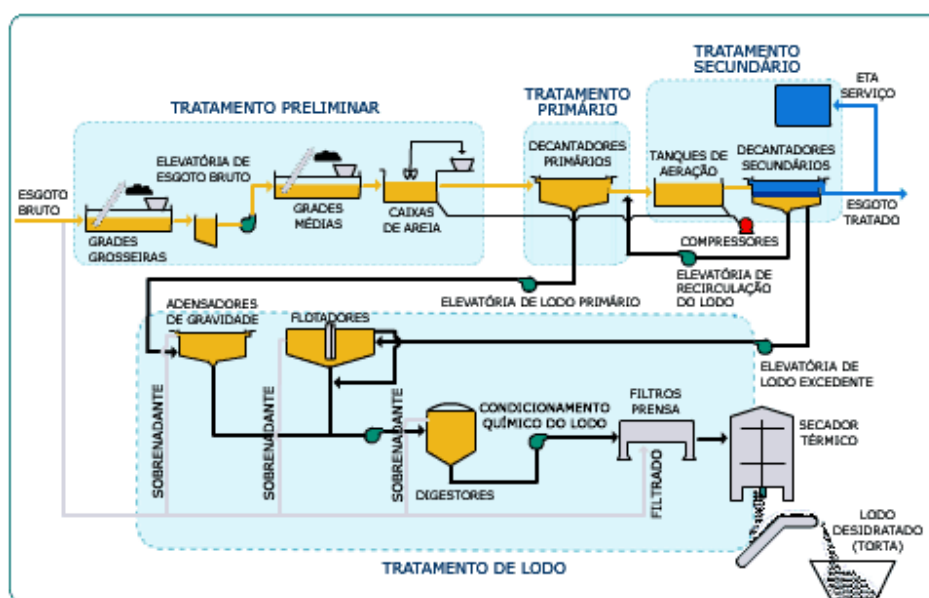 TRATAMENTO
SECUNDÁRIO
ETA
SERVIÇO
TRATAMENTO
PRIMÁRIO
TRATAMENTO PRELIMINAR
ELEVATÓRIA DE
ESGOTO BRUTO
DECANTADORES
PRIMÁRIOS
TANQUES DE
AERAÇÃO
DECANTADORES
SECUNDÁRIOS
ESGOTO
BRUTO
GRADES
GROSSEIRAS
GRADES
MÉDIAS
CAIXAS
DE AREIA
ESGOTO
TRATADO
COMPRESSORES
ELEVATÓRIA DE
RECIRCULAÇÃO
DO LODO
ELEVATÓRIA DE LODO PRIMÁRIO
ADENSADORES
DE GRAVIDADE
FLOTADORES
ELEVATÓRIA DE
LODO EXCEDENTE
SOBRENADANTE
SOBRENADANTE
SOBRENADANTE
CONDICIONAMENTO
QUÍMICO DO LODO
FILTROS
PRENSA
SECADOR
TÉRMICO
DIGESTORES
FILTRADO
LODO
DESIDRATADO
(TORTA)
TRATAMENTO DE LODO